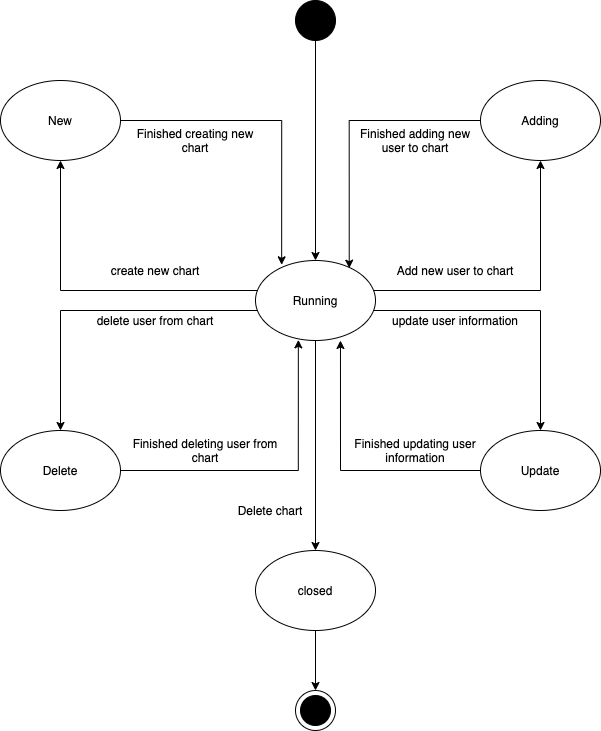 New
Adding
Finished creating new
chart
Finished adding new
user to chart
create new chart
Add new user to chart
Running
delete user from chart
update user information
Finished deleting user from
chart
Finished updating user
information
Delete
Update
Delete chart
closed